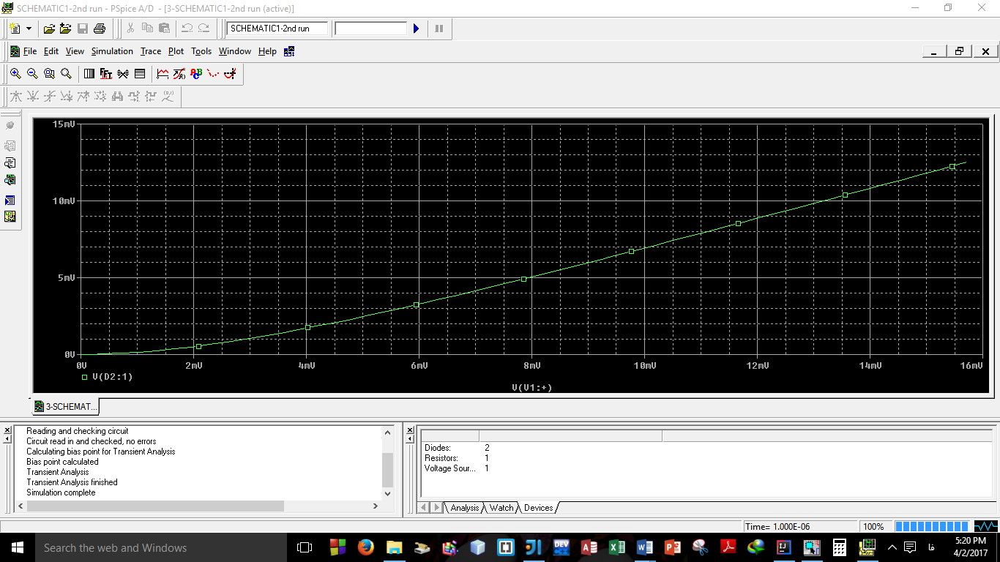 SCHEMATIC1-2nd run - PSpice A/D - [3-SCHEMATIC1-2nd run (active)]
SCHEMATIC1-2nd run
File Edit View Simulation Trace Plot Tools Window Help
FFT
ABC
15mV
10mV
5mV
0V
0V 2mV 4mV 6mV 8mV 10mV 12mV 14mV 16mV
V(D2:1)
V(V1:+)
3-SCHEMAT...
Reading and checking circuit
Circuit read in and checked, no errors
Calculating bias point for Transient Analysis
Bias point calculated
Transient Analysis
Transient Analysis finished
Simulation complete
Diodes: 2
Resistors: 1
Voltage Sour... 1
Analysis Watch Devices
Time= 1.000E-06 100%
Search the web and Windows
DEV
فا
5:20 PM
4/2/2017